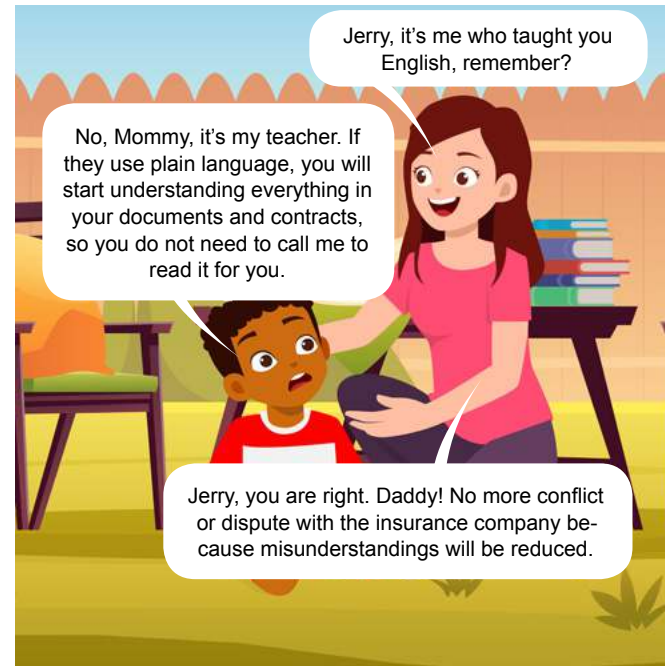 Jerry, it's me who taught you
English, remember?
No, Mommy, it's my teacher. If
they use plain language, you will
start understanding everything in
your documents and contracts,
so you do not need to call me to
read it for you.
Jerry, you are right. Daddy! No more conflict
or dispute with the insurance company be-
cause misunderstandings will be reduced.